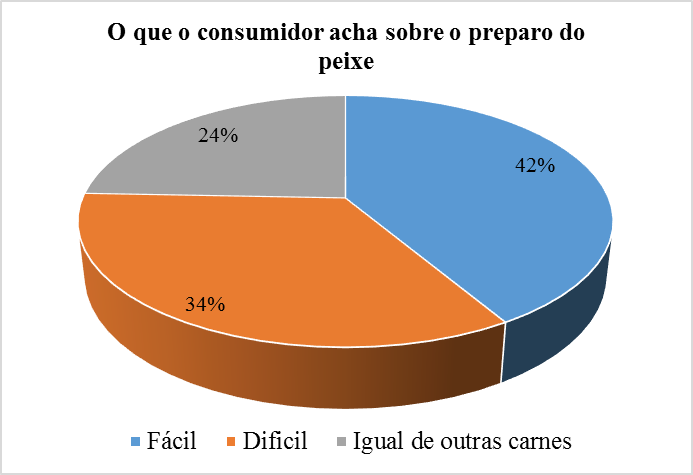 O que o consumidor acha sobre o preparo do
peixe
24%
42%
34%
Fácil Dificil Igual de outras carnes